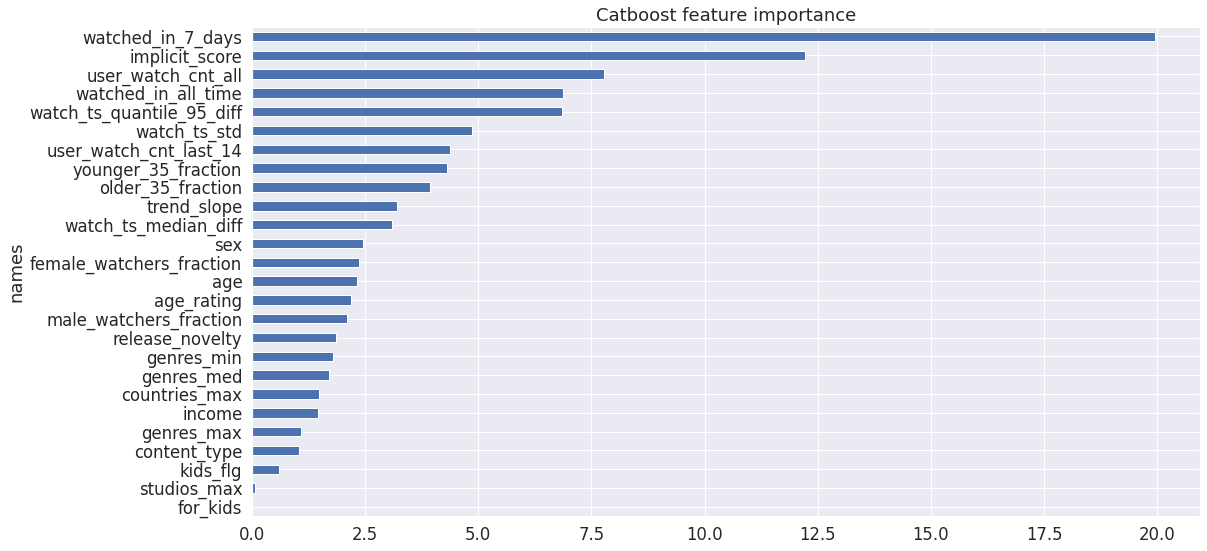 Catboost feature importance
names
watched_in_7_days
implicit_score
user_watch_cnt_all
watched_in_all_time
watch_ts_quantile_95_diff
watch_ts_std
user_watch_cnt_last_14
younger_35_fraction
older_35_fraction
trend_slope
watch_ts_median_diff
sex
female_watchers_fraction
age
age_rating
male_watchers_fraction
release_novelty
genres_min
genres_med
countries_max
income
genres_max
content_type
kids_flg
studios_max
for_kids
0.0 2.5 5.0 7.5 10.0 12.5 15.0 17.5 20.0